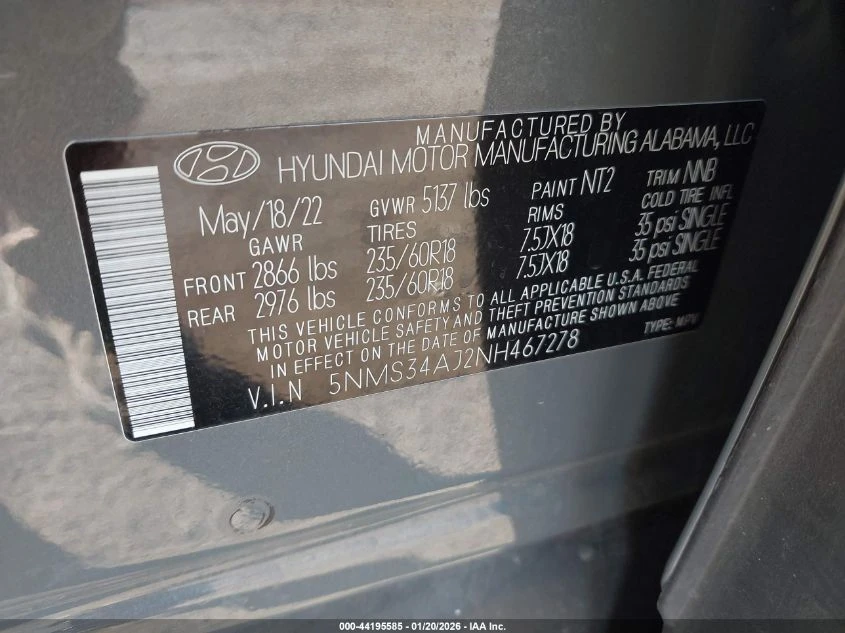 MANUFACTURED BY
HYUNDAI MOTOR MANUFACTURING ALABAMA, LLC
May/18/22 GVWR 5137 lbs PAINT NT2 TRIM NNB
GAWR TIRES RIMS COLD TIRE INFL
FRONT 2866 lbs 235/60R18 7.5JX18 35 psi SINGLE
REAR 2976 lbs 235/60R18 7.5JX18 35 psi SINGLE
THIS VEHICLE CONFORMS TO ALL APPLICABLE U.S.A. FEDERAL
MOTOR VEHICLE SAFETY AND THEFT PREVENTION STANDARDS
IN EFFECT ON THE DATE OF MANUFACTURE SHOWN ABOVE
V.I.N 5NMS34AJ2NH467278 TYPE: MPV
000-44195585 - 01/20/2026 - IAA Inc.